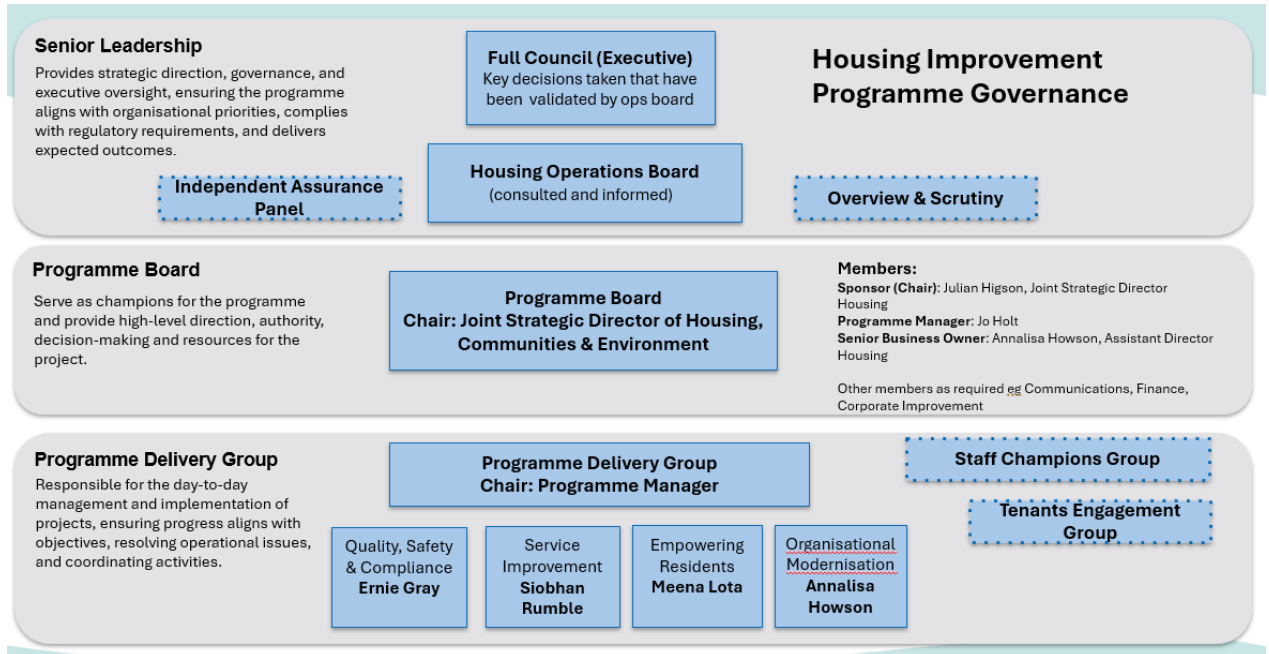 Senior Leadership
Provides strategic direction, governance, and
executive oversight, ensuring the programme
aligns with organisational priorities, complies
with regulatory requirements, and delivers
expected outcomes.
Full Council (Executive)
Key decisions taken that have
been validated by ops board
Housing Improvement
Programme Governance
Housing Operations Board
(consulted and informed)
Independent Assurance
Panel
Overview & Scrutiny
Programme Board
Serve as champions for the programme
and provide high-level direction, authority,
decision-making and resources for the
project.
Programme Board
Chair: Joint Strategic Director of Housing,
Communities & Environment
Members:
Sponsor (Chair): Julian Higson, Joint Strategic Director
Housing
Programme Manager: Jo Holt
Senior Business Owner: Annalisa Howson, Assistant Director
Housing
Other members as required eg Communications, Finance,
Corporate Improvement
Programme Delivery Group
Responsible for the day-to-day
management and implementation of
projects, ensuring progress aligns with
objectives, resolving operational issues,
and coordinating activities.
Programme Delivery Group
Chair: Programme Manager
Staff Champions Group
Tenants Engagement
Group
Quality, Safety
& Compliance
Ernie Gray
Service
Improvement
Siobhan
Rumble
Empowering
Residents
Meena Lota
Organisational
Modernisation
Annalisa
Howson